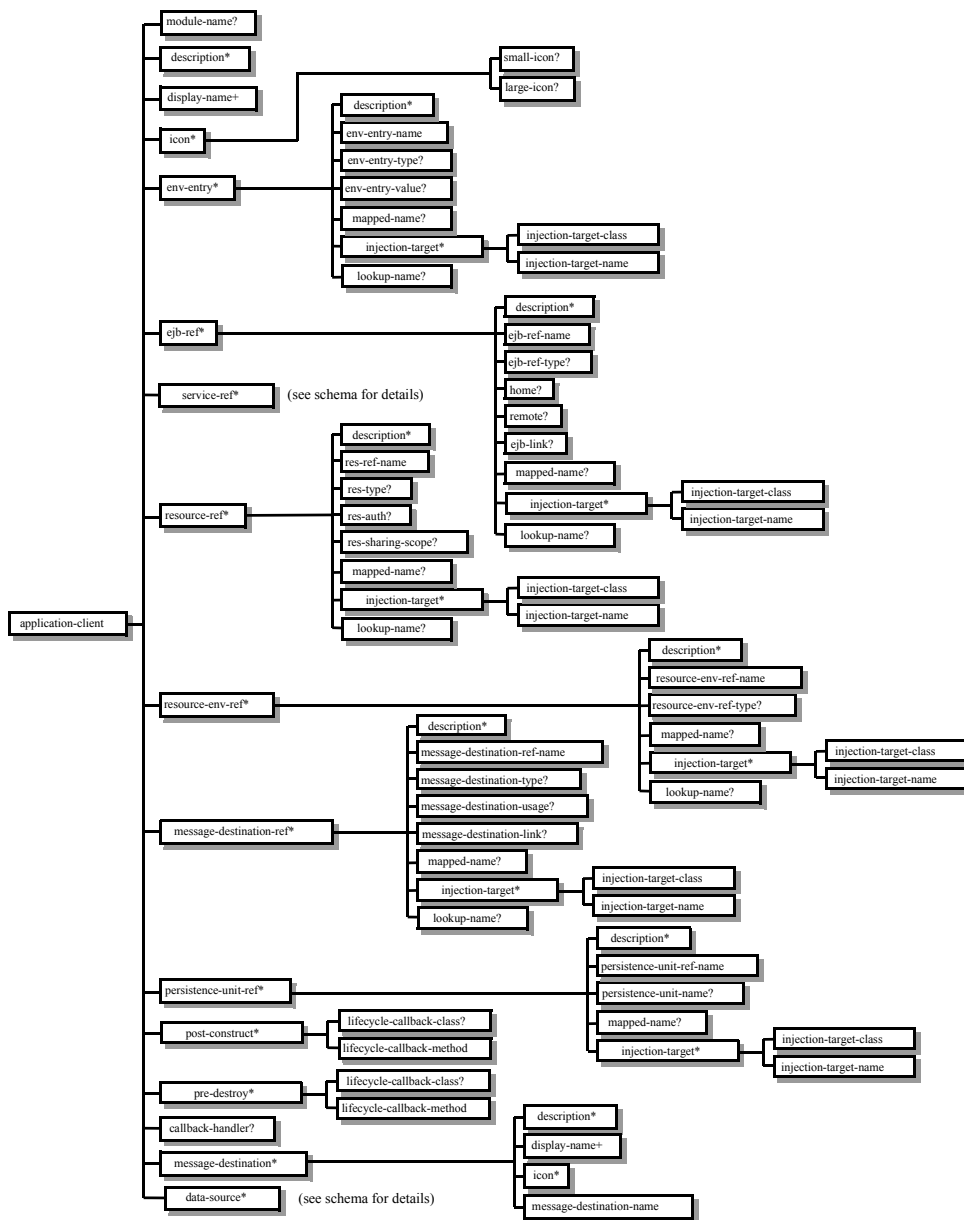 module-name?
description*
display-name+
icon*
small-icon?
large-icon?
env-entry*
description*
env-entry-name
env-entry-type?
env-entry-value?
mapped-name?
injection-target*
injection-target-class
injection-target-name
lookup-name?
ejb-ref*
description*
ejb-ref-name
ejb-ref-type?
home?
remote?
ejb-link?
mapped-name?
injection-target*
injection-target-class
injection-target-name
lookup-name?
service-ref*
(see schema for details)
resource-ref*
description*
res-ref-name
res-type?
res-auth?
res-sharing-scope?
mapped-name?
injection-target*
injection-target-class
injection-target-name
lookup-name?
application-client
resource-env-ref*
description*
resource-env-ref-name
resource-env-ref-type?
mapped-name?
injection-target*
injection-target-class
injection-target-name
lookup-name?
message-destination-ref*
description*
message-destination-ref-name
message-destination-type?
message-destination-usage?
message-destination-link?
mapped-name?
injection-target*
injection-target-class
injection-target-name
lookup-name?
persistence-unit-ref*
description*
persistence-unit-ref-name
persistence-unit-name?
mapped-name?
injection-target*
injection-target-class
injection-target-name
post-construct*
lifecycle-callback-class?
lifecycle-callback-method
pre-destroy*
lifecycle-callback-class?
lifecycle-callback-method
callback-handler?
message-destination*
description*
display-name+
icon*
message-destination-name
data-source*
(see schema for details)